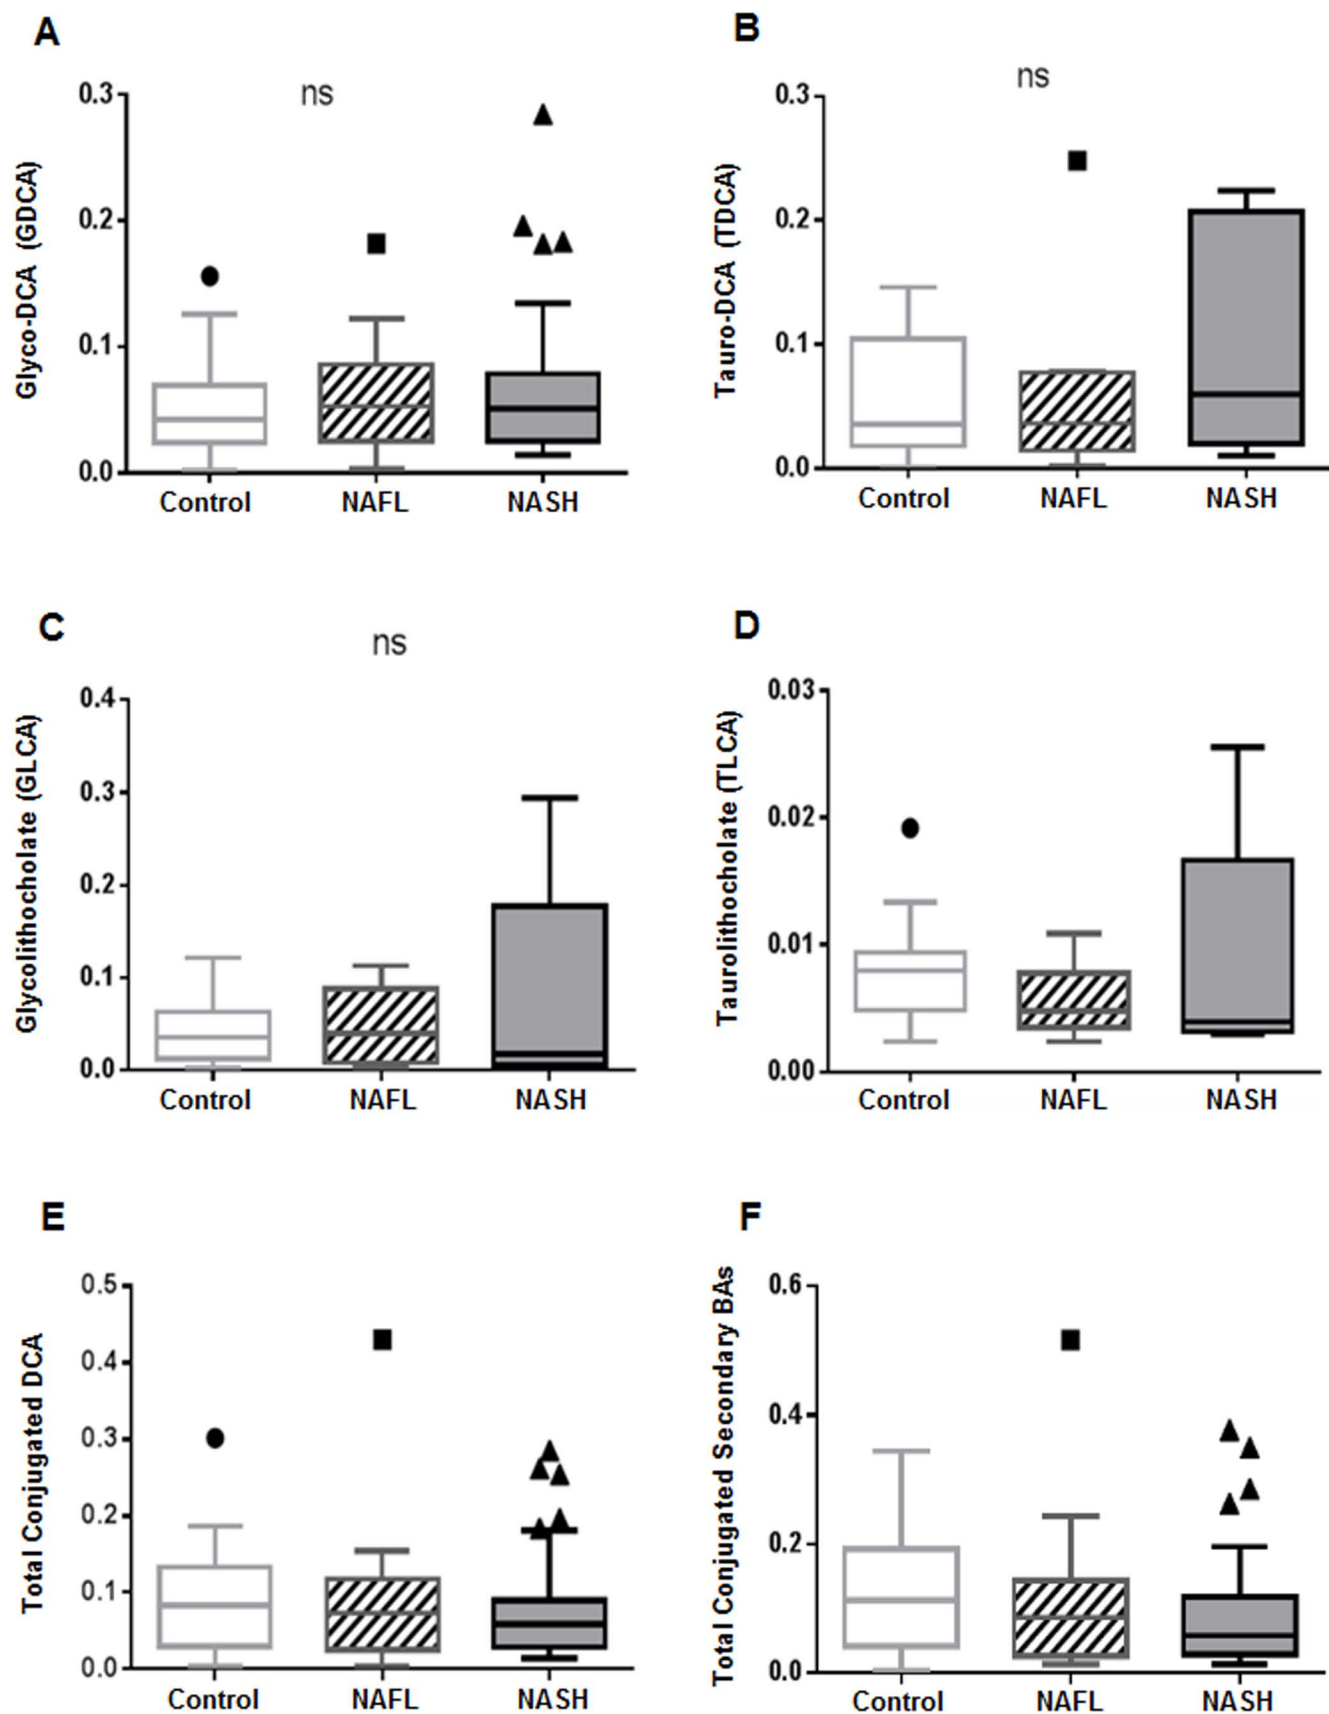 A
ns
Glyco-DCA (GDCA)
0.3
0.2
0.1
0.0
Control NAFL NASH
B
ns
Tauro-DCA (TDCA)
0.3
0.2
0.1
0.0
Control NAFL NASH
C
ns
Glycolithocholate (GLCA)
0.4
0.3
0.2
0.1
0.0
Control NAFL NASH
D
Taurolithocholate (TLCA)
0.03
0.02
0.01
0.00
Control NAFL NASH
E
Total Conjugated DCA
0.5
0.4
0.3
0.2
0.1
0.0
Control NAFL NASH
F
Total Conjugated Secondary BAs
0.6
0.4
0.2
0.0
Control NAFL NASH